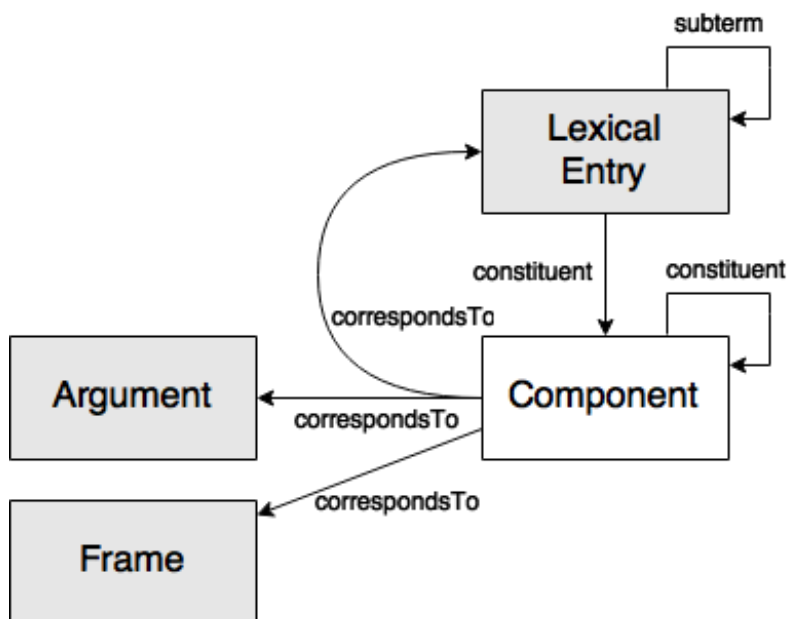 subterm
Lexical
Entry
constituent
constituent
correspondsTo
Argument
Component
correspondsTo
correspondsTo
Frame